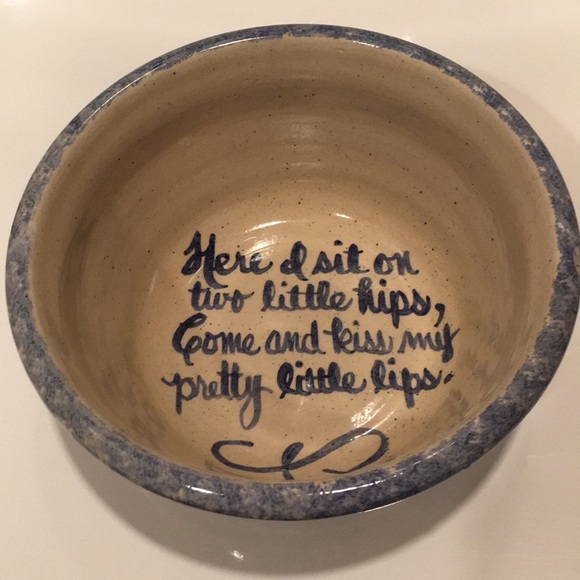 Here I sit on
two little hips,
Come and kiss my
pretty little lips.